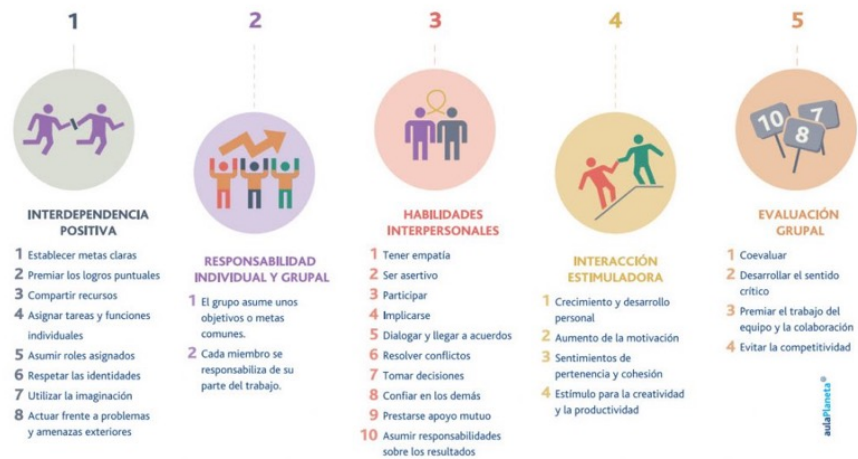 1
INTERDEPENDENCIA
POSITIVA
1 Establecer metas claras
2 Premiar los logros puntuales
3 Compartir recursos
4 Asignar tareas y funciones
individuales
5 Asumir roles asignados
6 Respetar las identidades
7 Utilizar la imaginación
8 Actuar frente a problemas
y amenazas exteriores
2
RESPONSABILIDAD
INDIVIDUAL Y GRUPAL
1 El grupo asume unos
objetivos o metas
comunes.
2 Cada miembro se
responsabiliza de su
parte del trabajo.
3
HABILIDADES
INTERPERSONALES
1 Tener empatía
2 Ser asertivo
3 Participar
4 Implicarse
5 Dialogar y llegar a acuerdos
6 Resolver conflictos
7 Tomar decisiones
8 Confiar en los demás
9 Prestarse apoyo mutuo
10 Asumir responsabilidades
sobre los resultados
4
INTERACCIÓN
ESTIMULADORA
1 Crecimiento y desarrollo
personal
2 Aumento de la motivación
3 Sentimientos de
pertenencia y cohesión
4 Estímulo para la creatividad
y la productividad
5
10
7
8
EVALUACIÓN
GRUPAL
1 Coevaluar
2 Desarrollar el sentido
crítico
3 Premiar el trabajo del
equipo y la colaboración
4 Evitar la competitividad
aulaPlaneta®